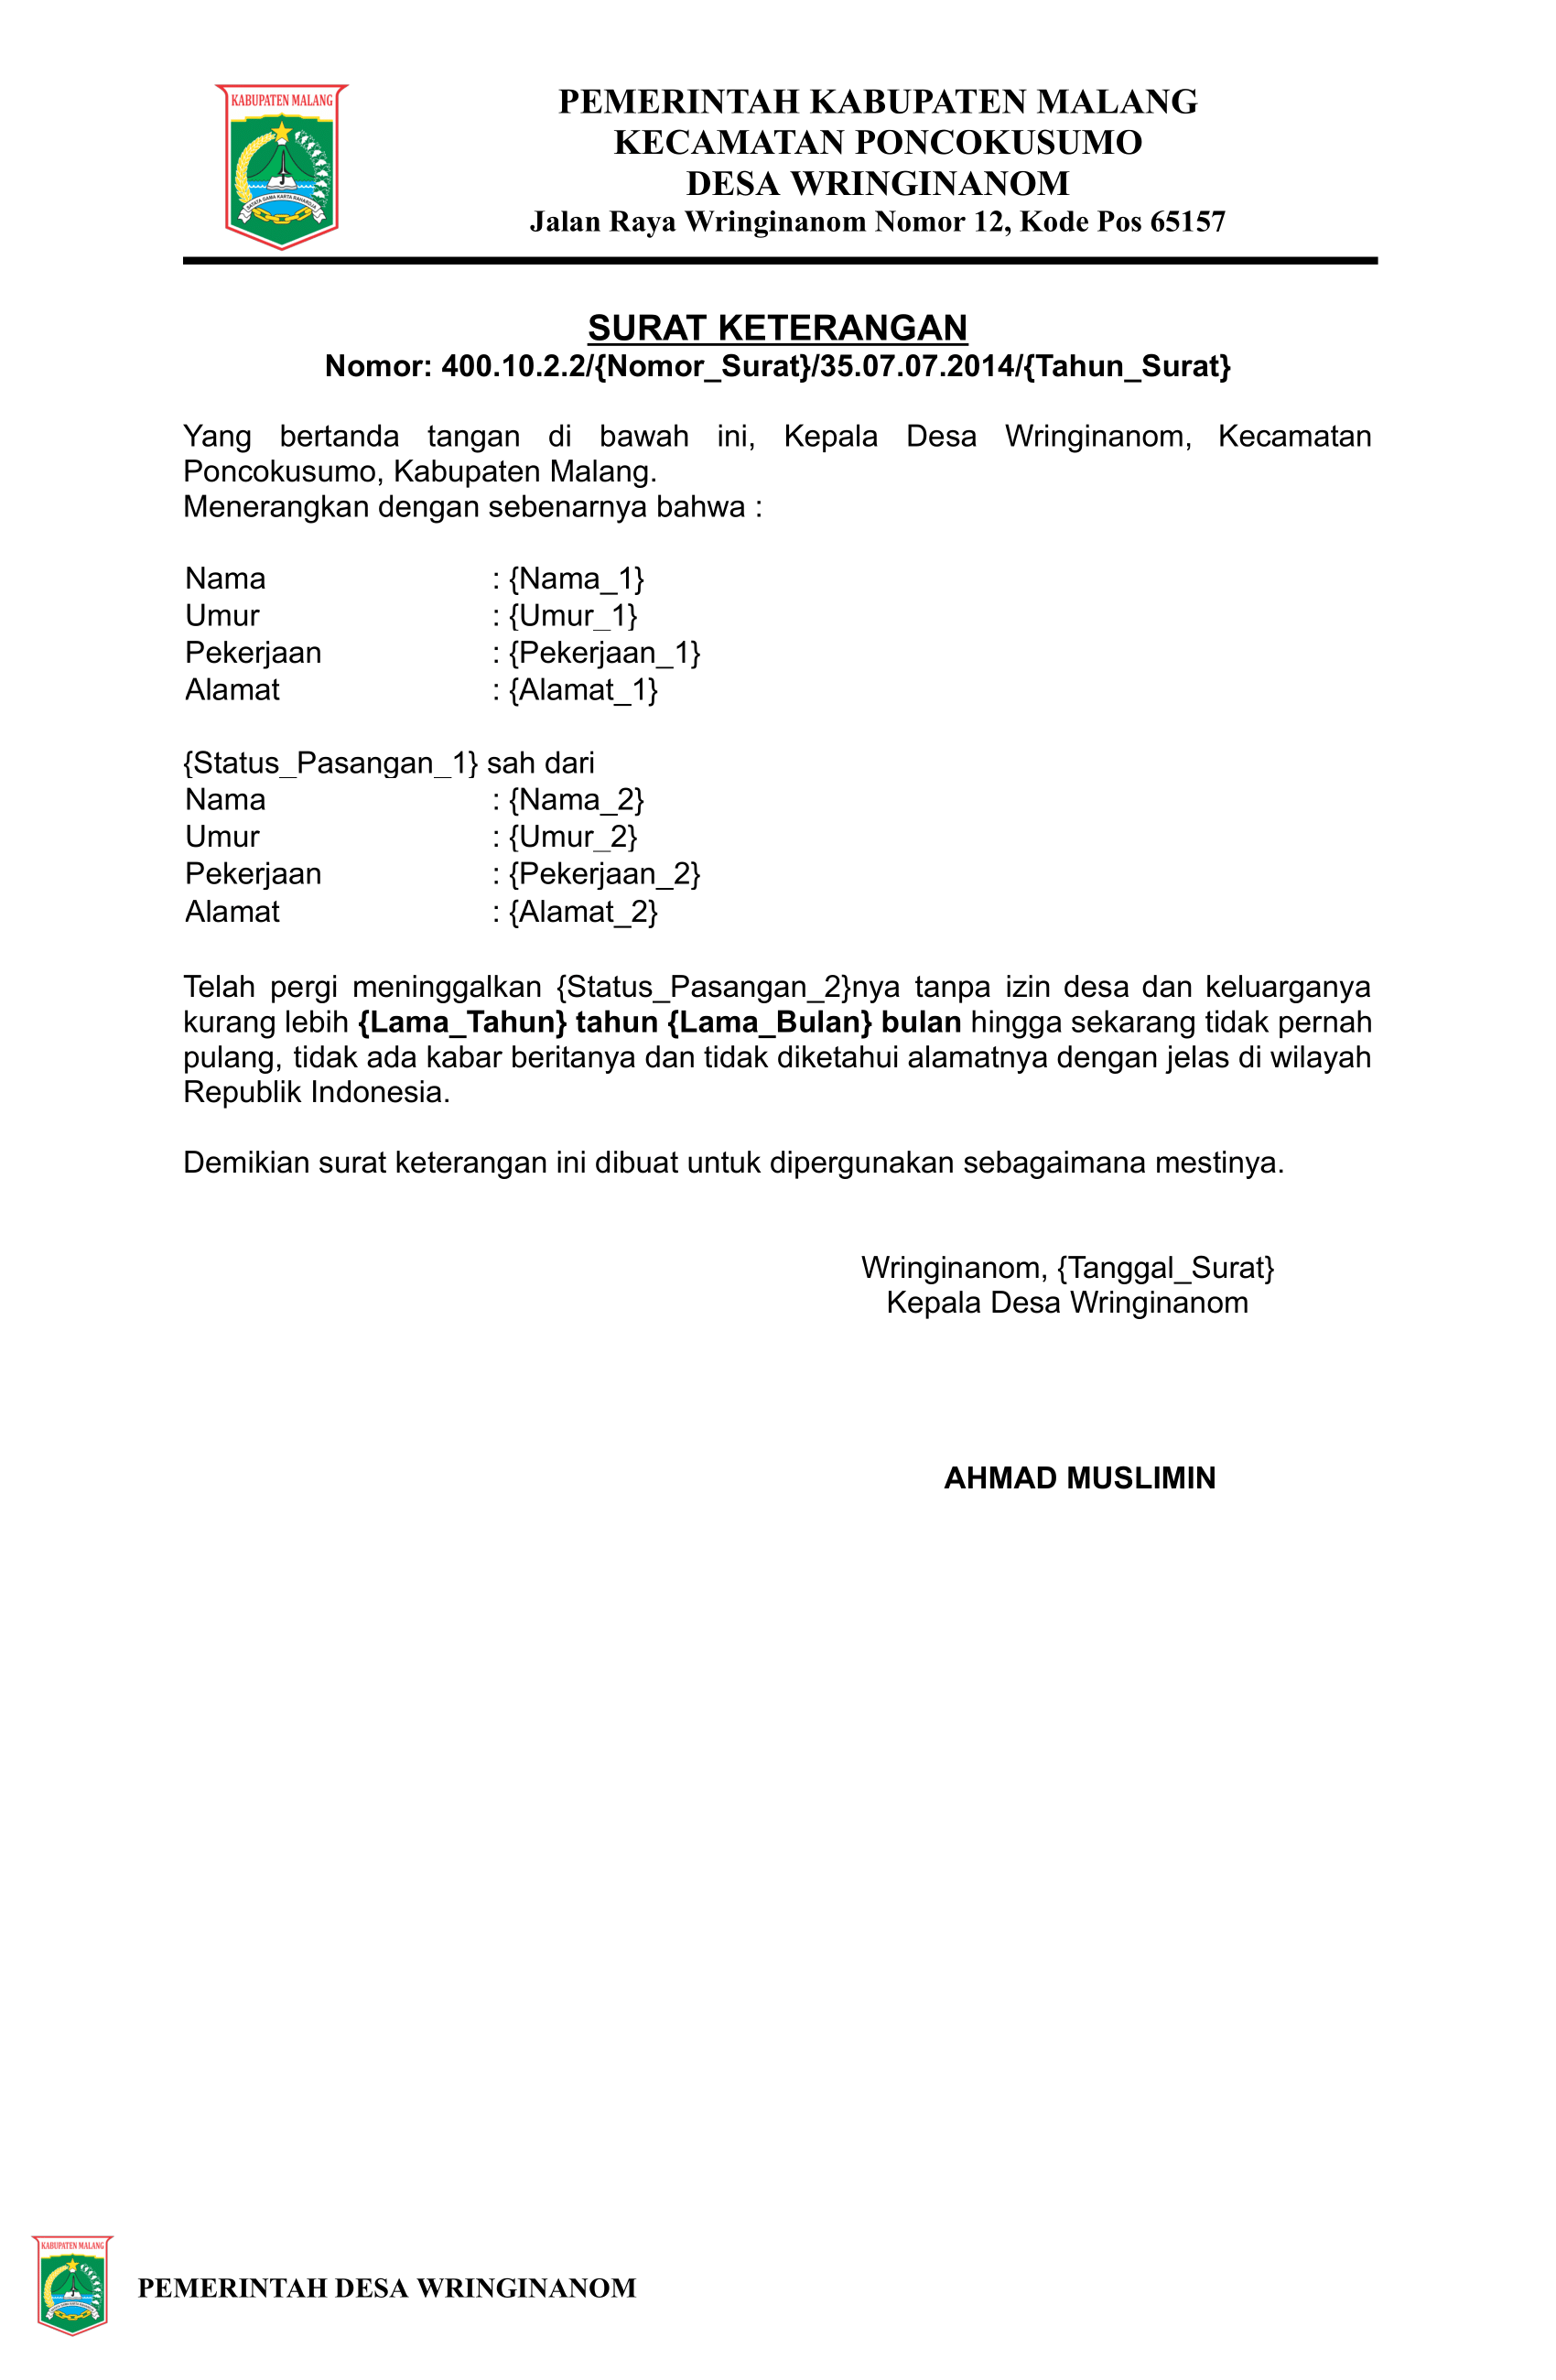 KABUPATEN MALANG
SATATA GAMA KARTA RAHARDJA
PEMERINTAH KABUPATEN MALANG
KECAMATAN PONCOKUSUMO
DESA WRINGINANOM
Jalan Raya Wringinanom Nomor 12, Kode Pos 65157
SURAT KETERANGAN
Nomor: 400.10.2.2/{Nomor_Surat}/35.07.07.2014/{Tahun_Surat}
Yang bertanda tangan di bawah ini, Kepala Desa Wringinanom, Kecamatan
Poncokusumo, Kabupaten Malang.
Menerangkan dengan sebenarnya bahwa :
Nama : {Nama_1}
Umur : {Umur_1}
Pekerjaan : {Pekerjaan_1}
Alamat : {Alamat_1}
{Status_Pasangan_1} sah dari
Nama : {Nama_2}
Umur : {Umur_2}
Pekerjaan : {Pekerjaan_2}
Alamat : {Alamat_2}
Telah pergi meninggalkan {Status_Pasangan_2}nya tanpa izin desa dan keluarganya
kurang lebih {Lama_Tahun} tahun {Lama_Bulan} bulan hingga sekarang tidak pernah
pulang, tidak ada kabar beritanya dan tidak diketahui alamatnya dengan jelas di wilayah
Republik Indonesia.
Demikian surat keterangan ini dibuat untuk dipergunakan sebagaimana mestinya.
Wringinanom, {Tanggal_Surat}
Kepala Desa Wringinanom
AHMAD MUSLIMIN
KABUPATEN MALANG
PEMERINTAH DESA WRINGINANOM